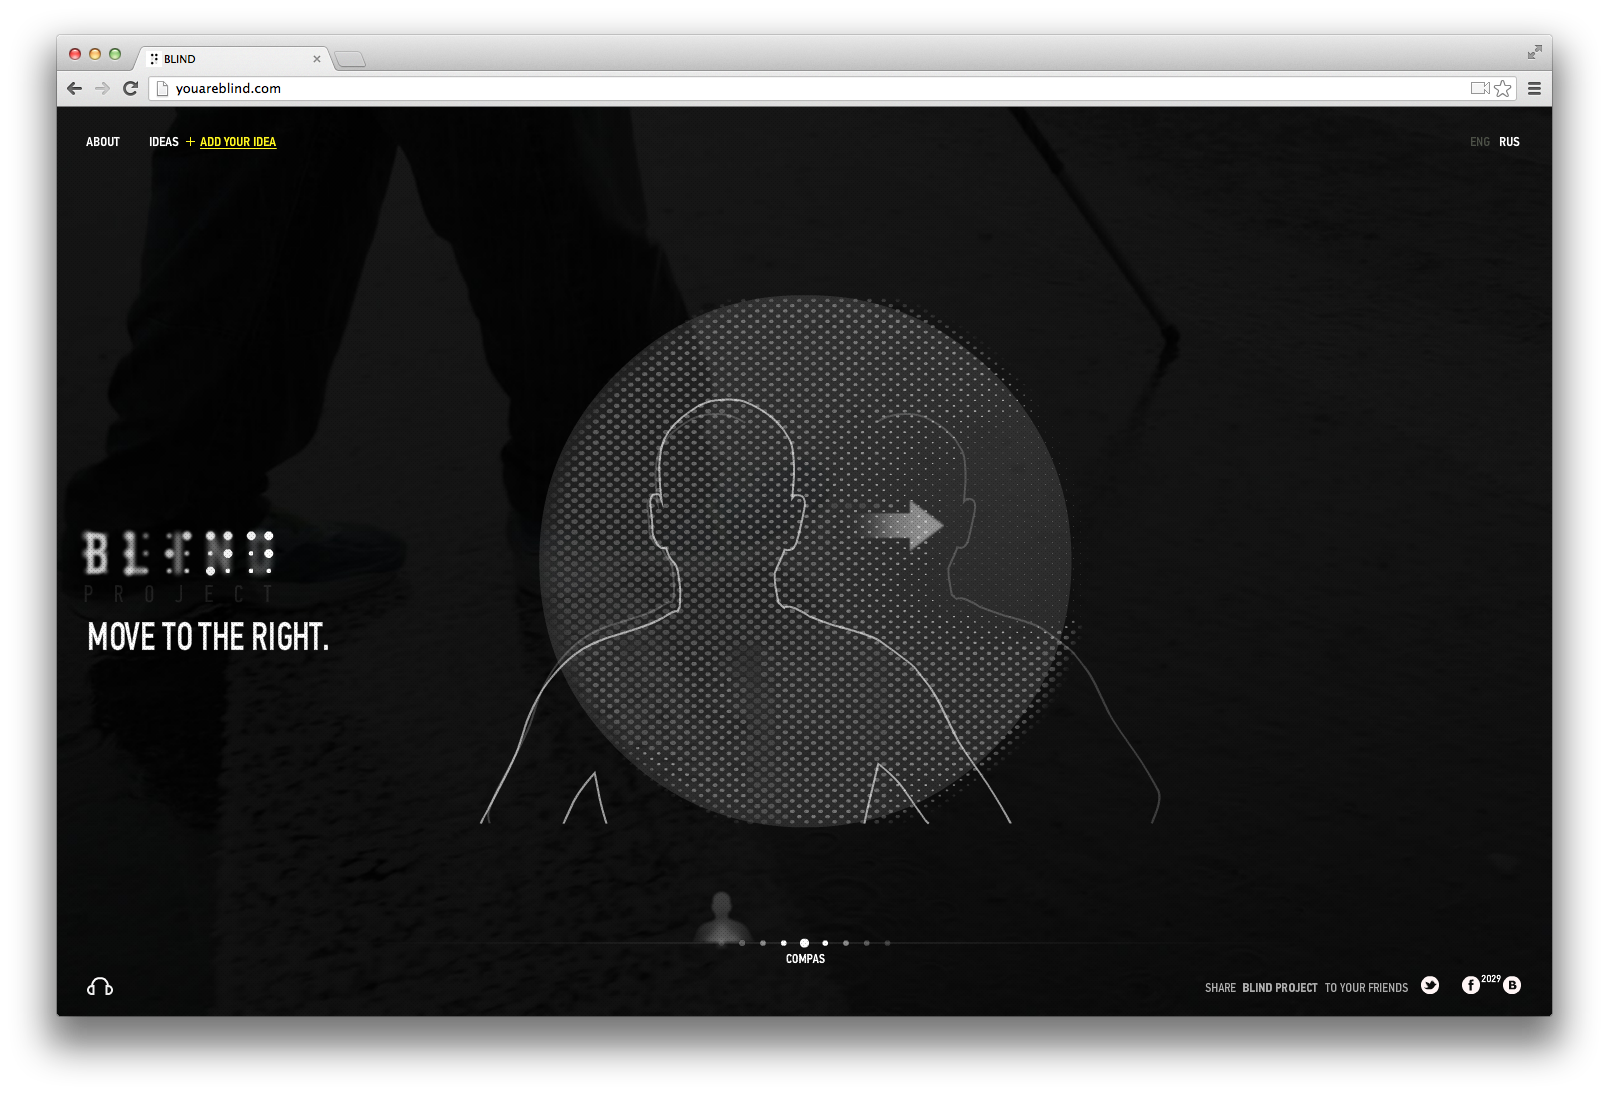 BLIND
youareblind.com
ABOUT IDEAS + ADD YOUR IDEA
ENG RUS
BLIND
PROJECT
MOVE TO THE RIGHT.
COMPAS
SHARE BLIND PROJECT TO YOUR FRIENDS
2029